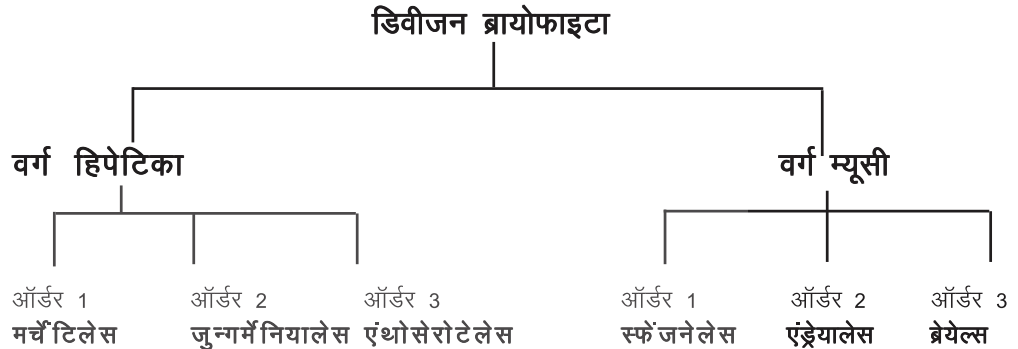 डिवीजन ब्रायोफाइटा
वर्ग हिपेटिका
वर्ग म्यूसी
ऑर्डर 1
मर्चेंटिलेस
ऑर्डर 2
जुन्गर्मेनियालेस
ऑर्डर 3
एंथोसेरोटेलेस
ऑर्डर 1
स्फेंजनेलेस
ऑर्डर 2
एंड्रेयालेस
ऑर्डर 3
ब्रेयेल्स